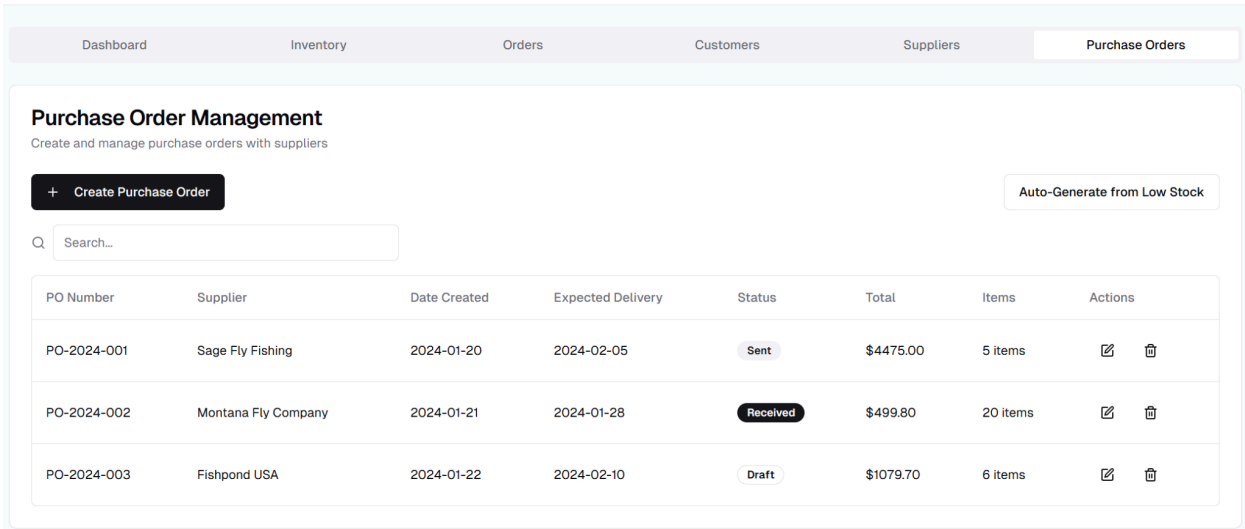 Dashboard Inventory Orders Customers Suppliers Purchase Orders
Purchase Order Management
Create and manage purchase orders with suppliers
+ Create Purchase Order Auto-Generate from Low Stock
Search...
PO Number Supplier Date Created Expected Delivery Status Total Items Actions
PO-2024-001 Sage Fly Fishing 2024-01-20 2024-02-05 Sent $4475.00 5 items
PO-2024-002 Montana Fly Company 2024-01-21 2024-01-28 Received $499.80 20 items
PO-2024-003 Fishpond USA 2024-01-22 2024-02-10 Draft $1079.70 6 items